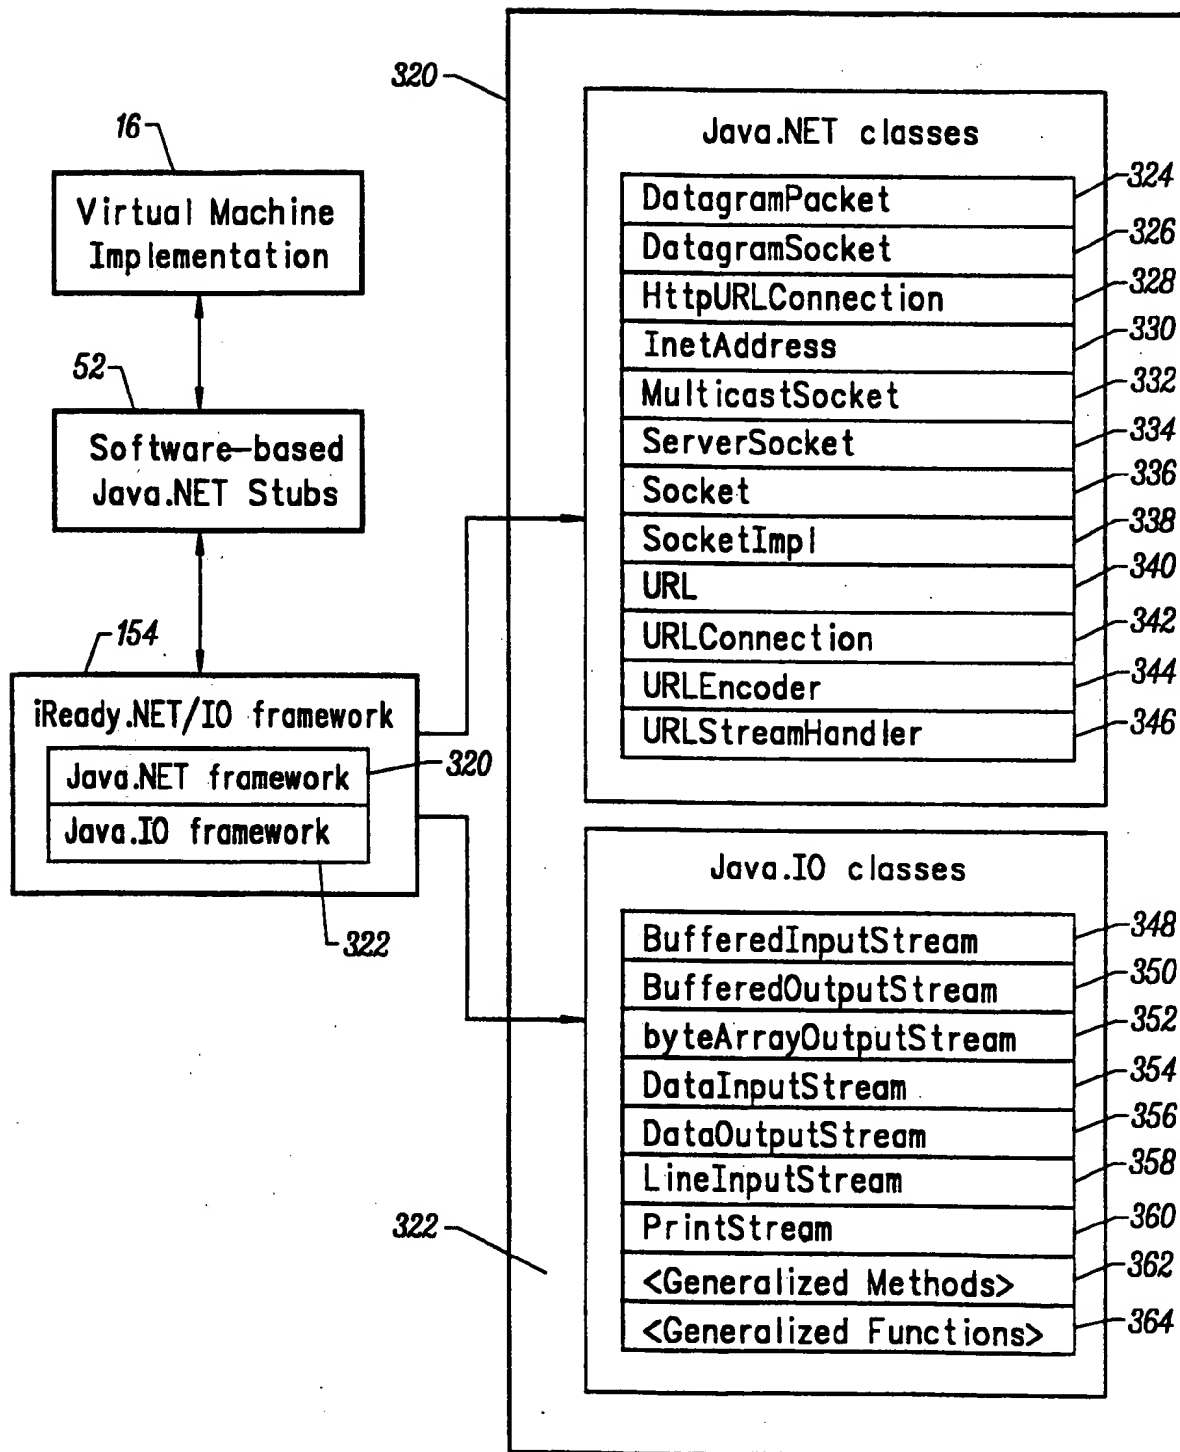 320
16
Virtual Machine
Implementation
52
Software-based
Java.NET Stubs
154
iReady.NET/IO framework
Java.NET framework
320
Java.IO framework
322
Java.NET classes
DatagramPacket
324
DatagramSocket
326
HttpURLConnection
328
InetAddress
330
MulticastSocket
332
ServerSocket
334
Socket
336
SocketImpl
338
URL
340
URLConnection
342
URLEncoder
344
URLStreamHandler
346
Java.IO classes
BufferedInputStream
348
BufferedOutputStream
350
byteArrayOutputStream
352
DataInputStream
354
DataOutputStream
356
LineInputStream
358
PrintStream
360
<Generalized Methods>
362
<Generalized Functions>
364
322